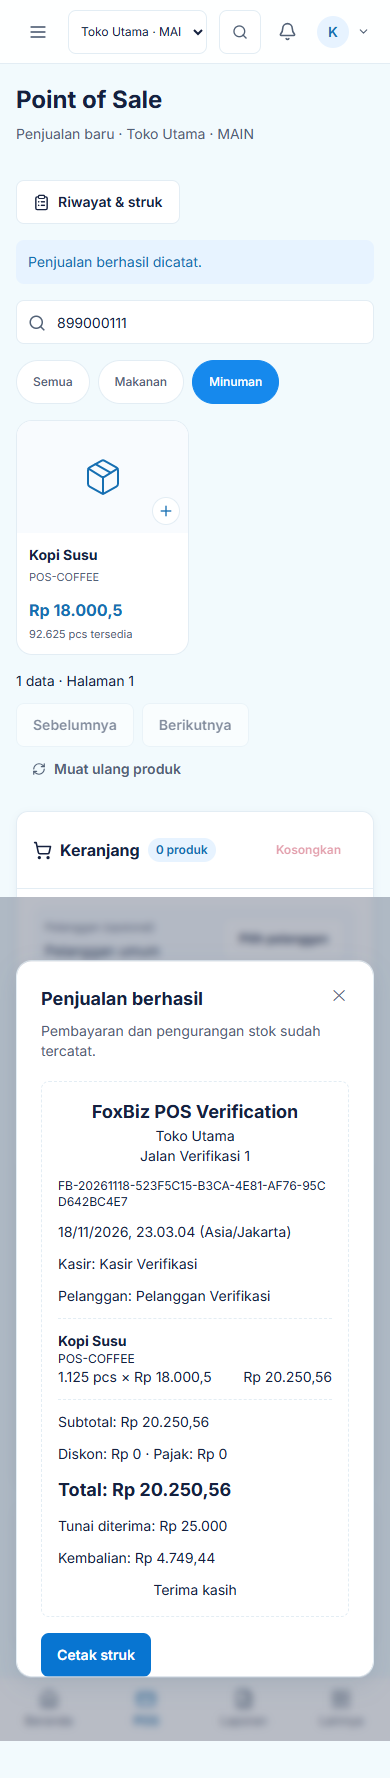 Toko Utama · MAI
K
Point of Sale
Penjualan baru · Toko Utama · MAIN
Riwayat & struk
Penjualan berhasil dicatat.
899000111
Semua Makanan Minuman
Kopi Susu
POS-COFFEE
Rp 18.000,5
92.625 pcs tersedia
1 data · Halaman 1
Sebelumnya Berikutnya
Muat ulang produk
Keranjang 0 produk Kosongkan
Penjualan berhasil
Pembayaran dan pengurangan stok sudah
tercatat.
FoxBiz POS Verification
Toko Utama
Jalan Verifikasi 1
FB-20261118-523F5C15-B3CA-4E81-AF76-95C
D642BC4E7
18/11/2026, 23.03.04 (Asia/Jakarta)
Kasir: Kasir Verifikasi
Pelanggan: Pelanggan Verifikasi
Kopi Susu
POS-COFFEE
1.125 pcs × Rp 18.000,5 Rp 20.250,56
Subtotal: Rp 20.250,56
Diskon: Rp 0 · Pajak: Rp 0
Total: Rp 20.250,56
Tunai diterima: Rp 25.000
Kembalian: Rp 4.749,44
Terima kasih
Cetak struk
POS